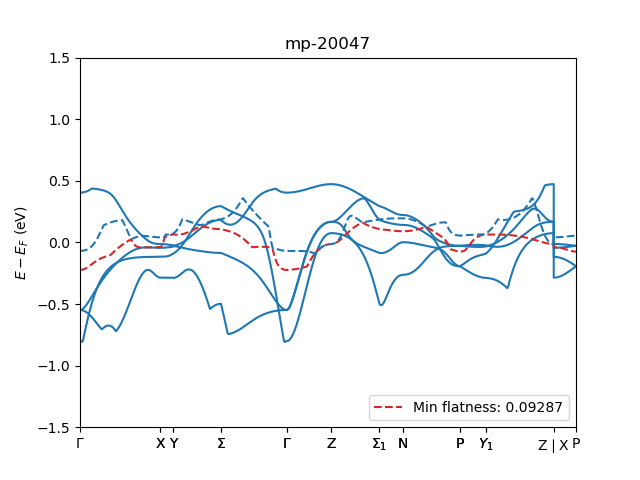 mp-20047
E − E_F (eV)
1.5
1.0
0.5
0.0
−0.5
−1.0
−1.5
Min flatness: 0.09287
Γ X Y Σ Γ Z Σ₁ N P Y₁ Z | X P